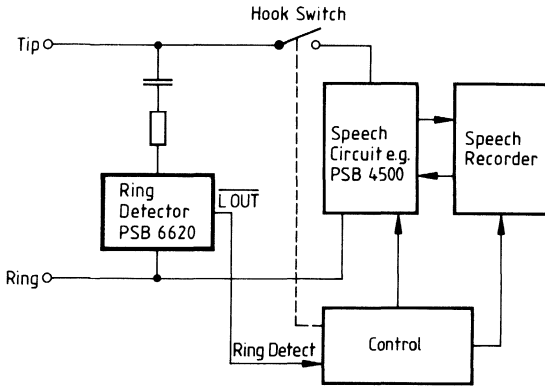 Hook Switch
Tip
Speech
Circuit e.g.
PSB 4500
Speech
Recorder
Ring
Detector
PSB 6620
L OUT
Ring
Ring Detect
Control